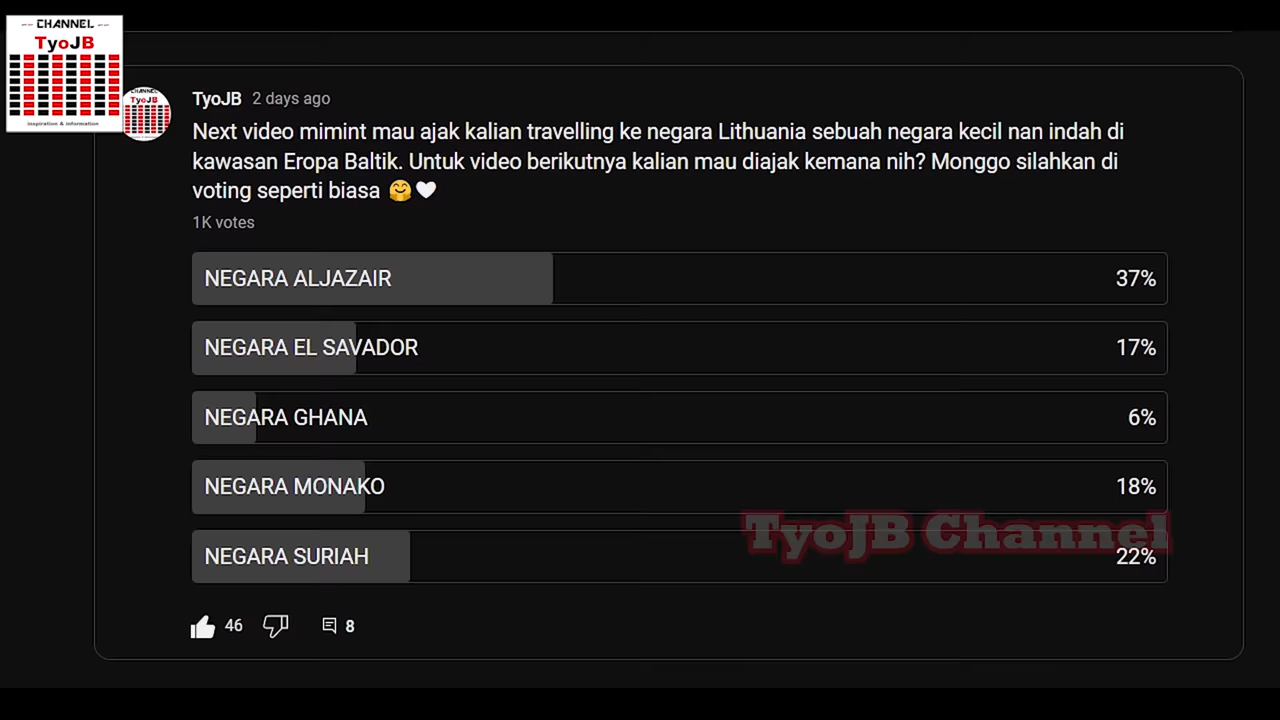 -- CHANNEL --
TyoJB
Inspiration & Information
CHANNEL
TyoJB
TyoJB 2 days ago
Next video mimint mau ajak kalian travelling ke negara Lithuania sebuah negara kecil nan indah di
kawasan Eropa Baltik. Untuk video berikutnya kalian mau diajak kemana nih? Monggo silahkan di
voting seperti biasa 🤗🤍
1K votes
NEGARA ALJAZAIR 37%
NEGARA EL SAVADOR 17%
NEGARA GHANA 6%
NEGARA MONAKO 18%
TyoJB Channel
NEGARA SURIAH 22%
46 8